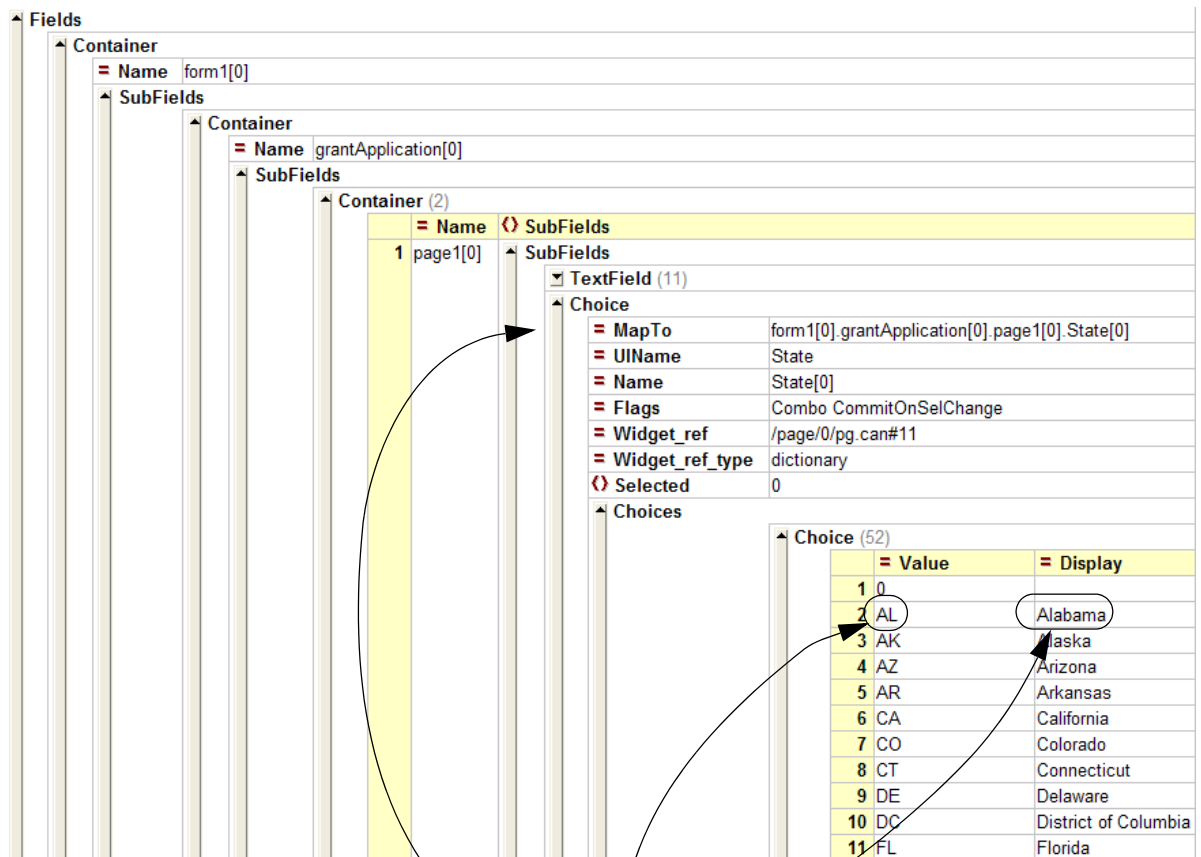 Fields
Container
= Name form1[0]
SubFields
Container
= Name grantApplication[0]
SubFields
Container (2)
= Name <> SubFields
1 page1[0] SubFields
TextField (11)
Choice
= MapTo form1[0].grantApplication[0].page1[0].State[0]
= UIName State
= Name State[0]
= Flags Combo CommitOnSelChange
= Widget_ref /page/0/pg.can#11
= Widget_ref_type dictionary
<> Selected 0
Choices
Choice (52)
= Value = Display
1 0
2 AL Alabama
3 AK Alaska
4 AZ Arizona
5 AR Arkansas
6 CA California
7 CO Colorado
8 CT Connecticut
9 DE Delaware
10 DC District of Columbia
11 FL Florida